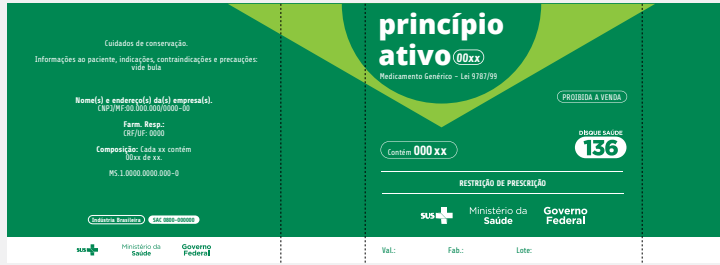 Cuidados de conservação.
Informações ao paciente, indicações, contraindicações e precauções:
vide bula
Nome(s) e endereço(s) da(s) empresa(s).
CNPJ/MF:00.000.000/0000-00
Farm. Resp.:
CRF/UF: 0000
Composição: Cada xx contém
00xx de xx.
MS.1.0000.0000.000-0
Indústria Brasileira SAC 0800-000000
SUS Ministério da Saúde Governo Federal
princípio
ativo 00xx
Medicamento Genérico - Lei 9787/99
PROIBIDA A VENDA
DISQUE SAÚDE
136
Contém 000 xx
RESTRIÇÃO DE PRESCRIÇÃO
SUS Ministério da Saúde Governo Federal
Val.: Fab.: Lote: